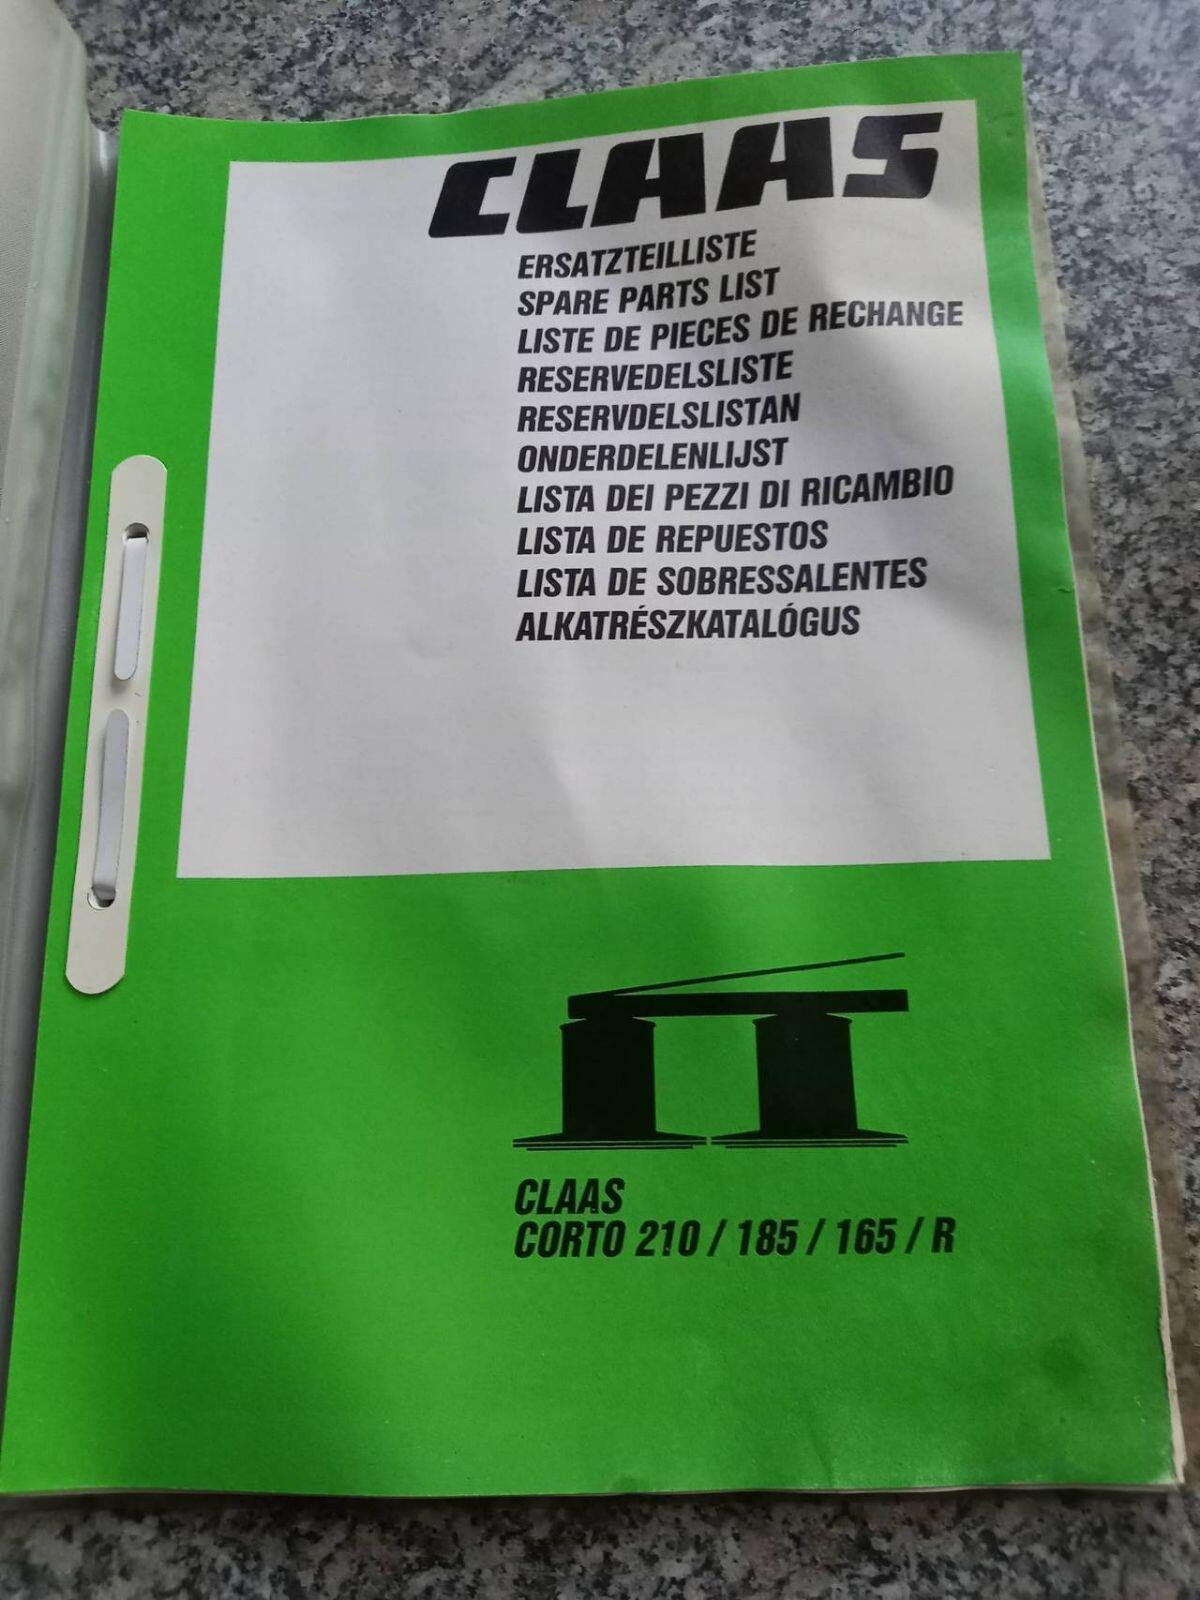 CLAAS
ERSATZTEILLISTE
SPARE PARTS LIST
LISTE DE PIECES DE RECHANGE
RESERVEDELSLISTE
RESERVDELSLISTAN
ONDERDELENLIJST
LISTA DEI PEZZI DI RICAMBIO
LISTA DE REPUESTOS
LISTA DE SOBRESSALENTES
ALKATRÉSZKATALÓGUS
CLAAS
CORTO 210 / 185 / 165 / R